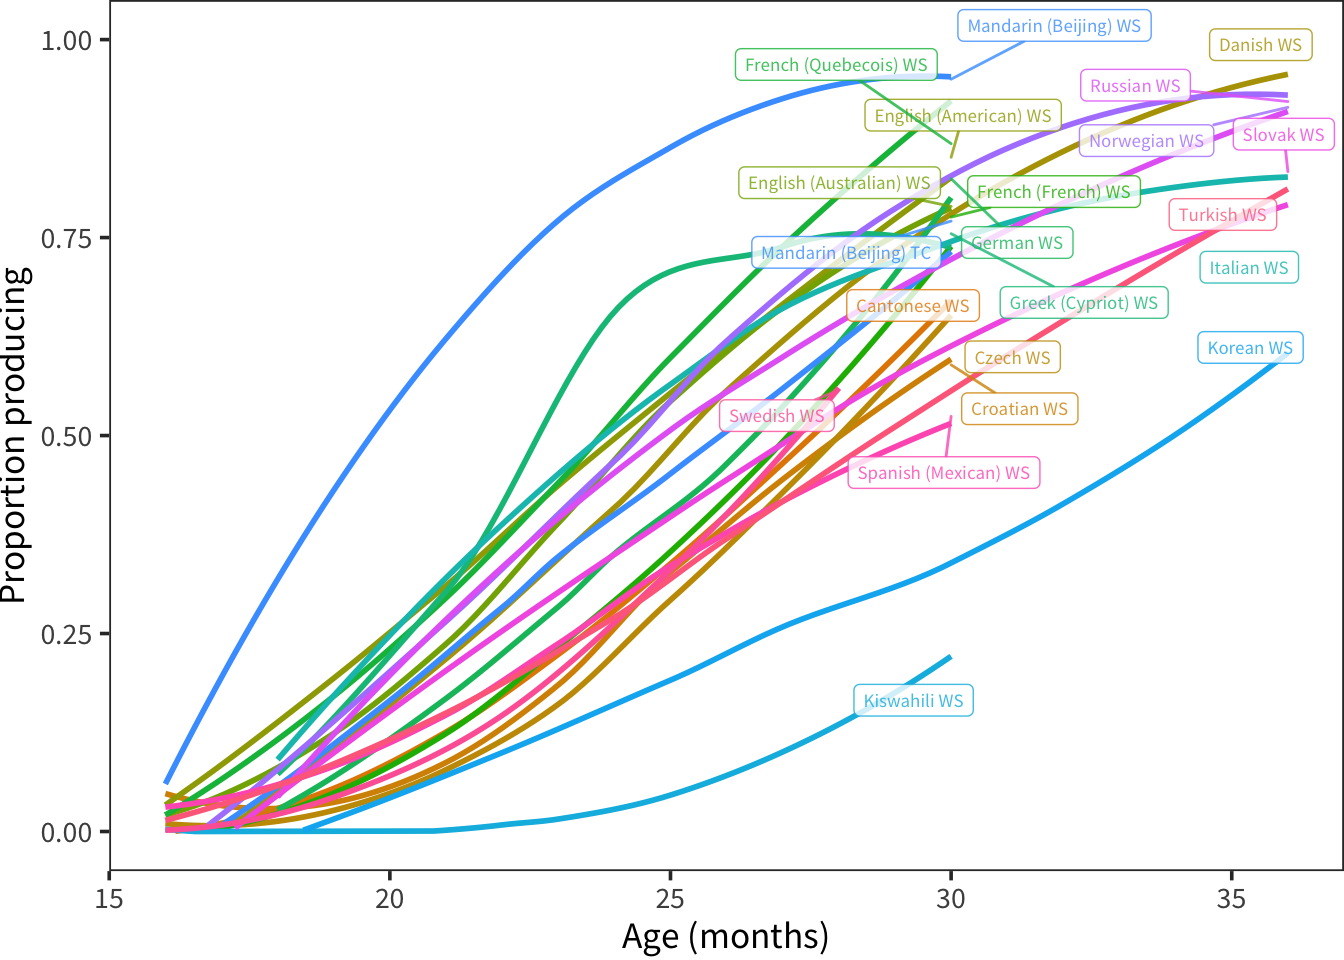 Mandarin (Beijing) WS
Danish WS
French (Quebecois) WS
Russian WS
English (American) WS
Norwegian WS
Slovak WS
English (Australian) WS
French (French) WS
Turkish WS
Mandarin (Beijing) TC
German WS
Italian WS
Cantonese WS
Greek (Cypriot) WS
Korean WS
Czech WS
Swedish WS
Croatian WS
Spanish (Mexican) WS
Kiswahili WS
1.00
0.75
0.50
0.25
0.00
Proportion producing
15
20
25
30
35
Age (months)